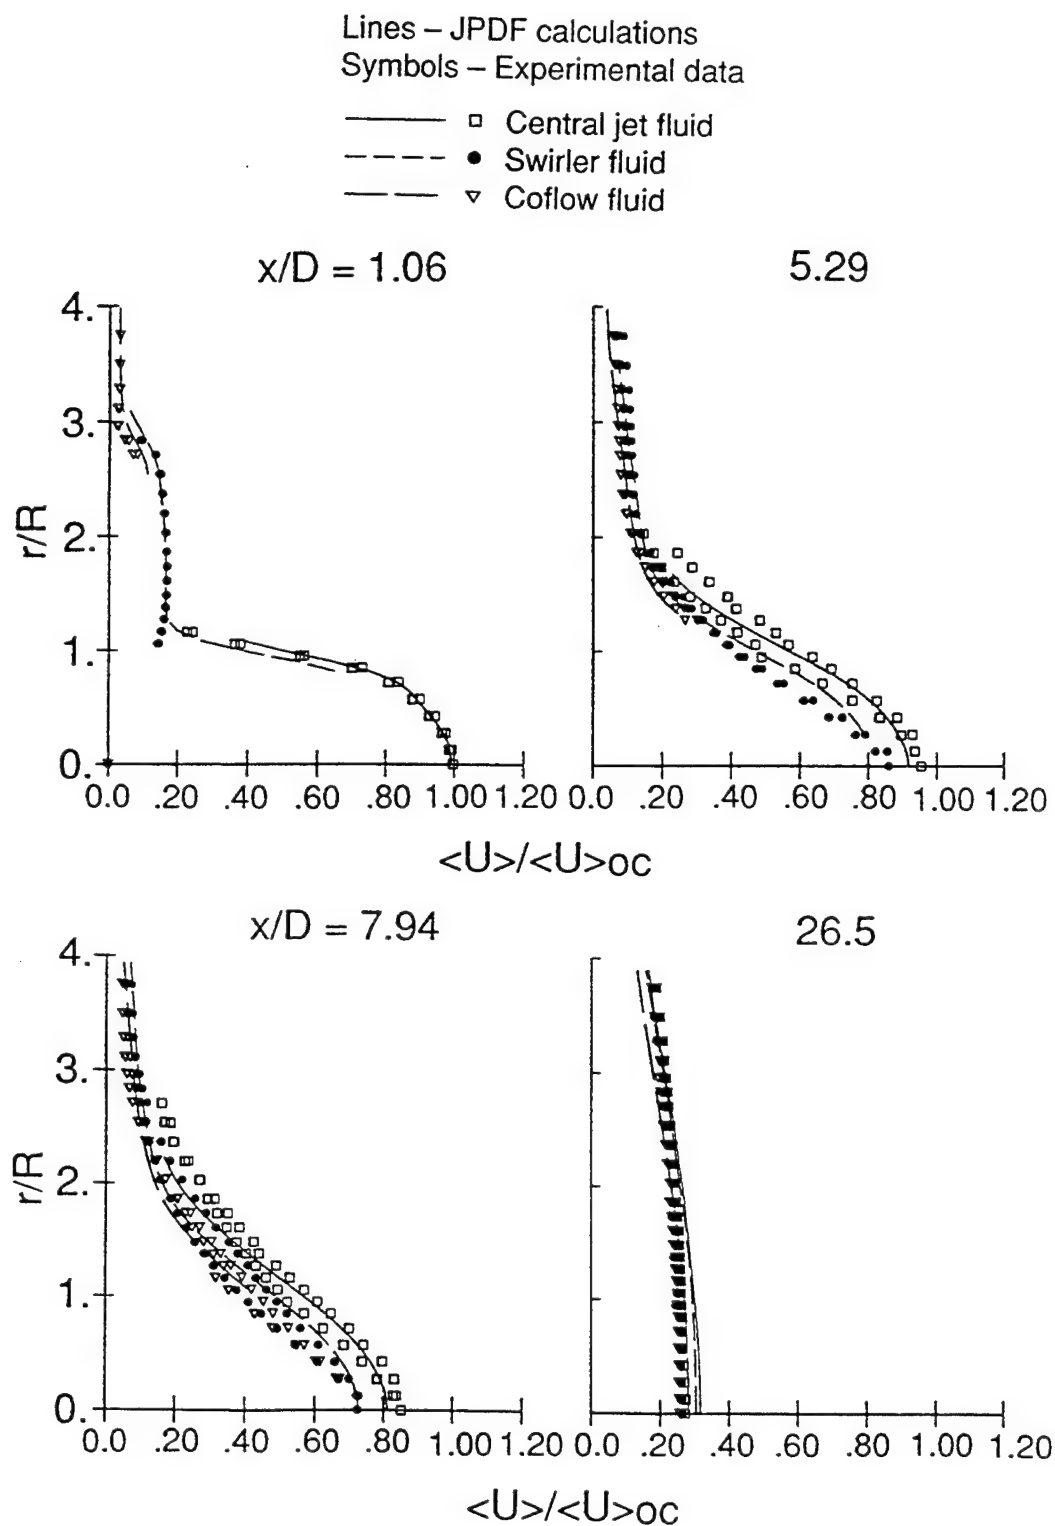 Lines – JPDF calculations
Symbols – Experimental data
Central jet fluid
Swirler fluid
Coflow fluid
x/D = 1.06
5.29
4.
3.
2.
1.
0.
r/R
0.0 .20 .40 .60 .80 1.00 1.20
0.0 .20 .40 .60 .80 1.00 1.20
<U>/<U>oc
x/D = 7.94
26.5
4.
3.
2.
1.
0.
r/R
0.0 .20 .40 .60 .80 1.00 1.20
0.0 .20 .40 .60 .80 1.00 1.20
<U>/<U>oc